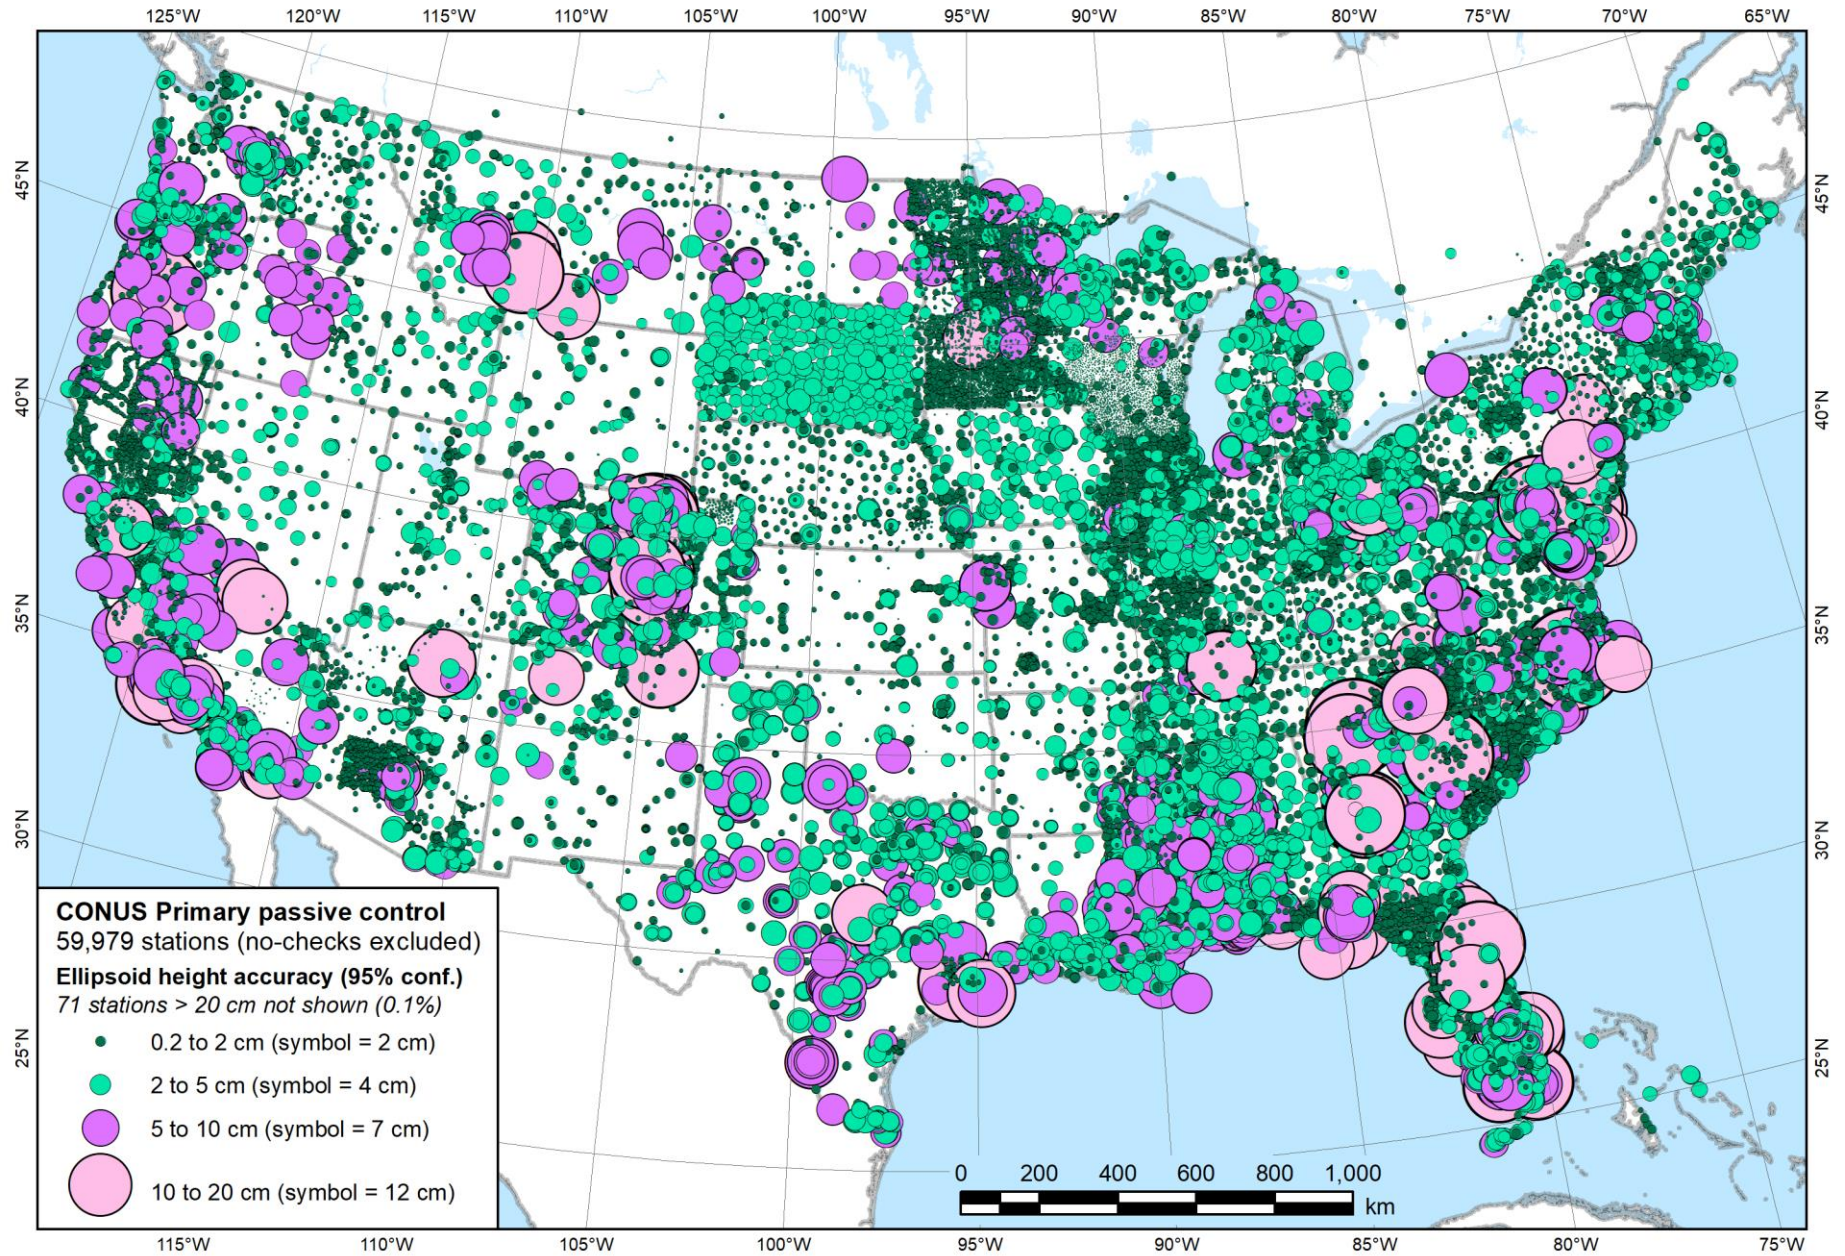 125°W 120°W 115°W 110°W 105°W 100°W 95°W 90°W 85°W 80°W 75°W 70°W 65°W
45°N
40°N
35°N
30°N
25°N
45°N
40°N
35°N
30°N
25°N
CONUS Primary passive control
59,979 stations (no-checks excluded)
Ellipsoid height accuracy (95% conf.)
71 stations > 20 cm not shown (0.1%)
0.2 to 2 cm (symbol = 2 cm)
2 to 5 cm (symbol = 4 cm)
5 to 10 cm (symbol = 7 cm)
10 to 20 cm (symbol = 12 cm)
0 200 400 600 800 1,000
km
115°W 110°W 105°W 100°W 95°W 90°W 85°W 80°W 75°W